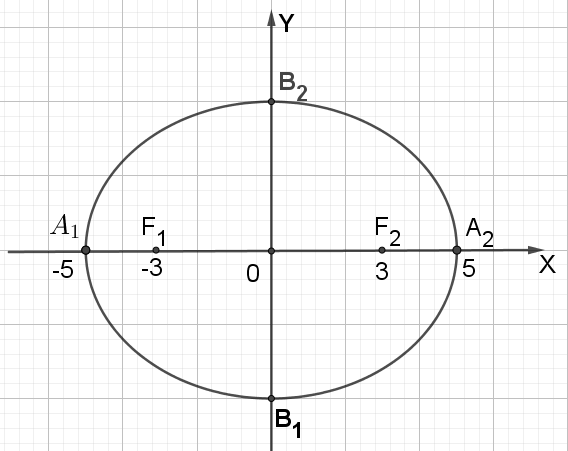 Y
B₂
A₁ F₁ F₂ A₂
-5 -3 0 3 5 X
B₁